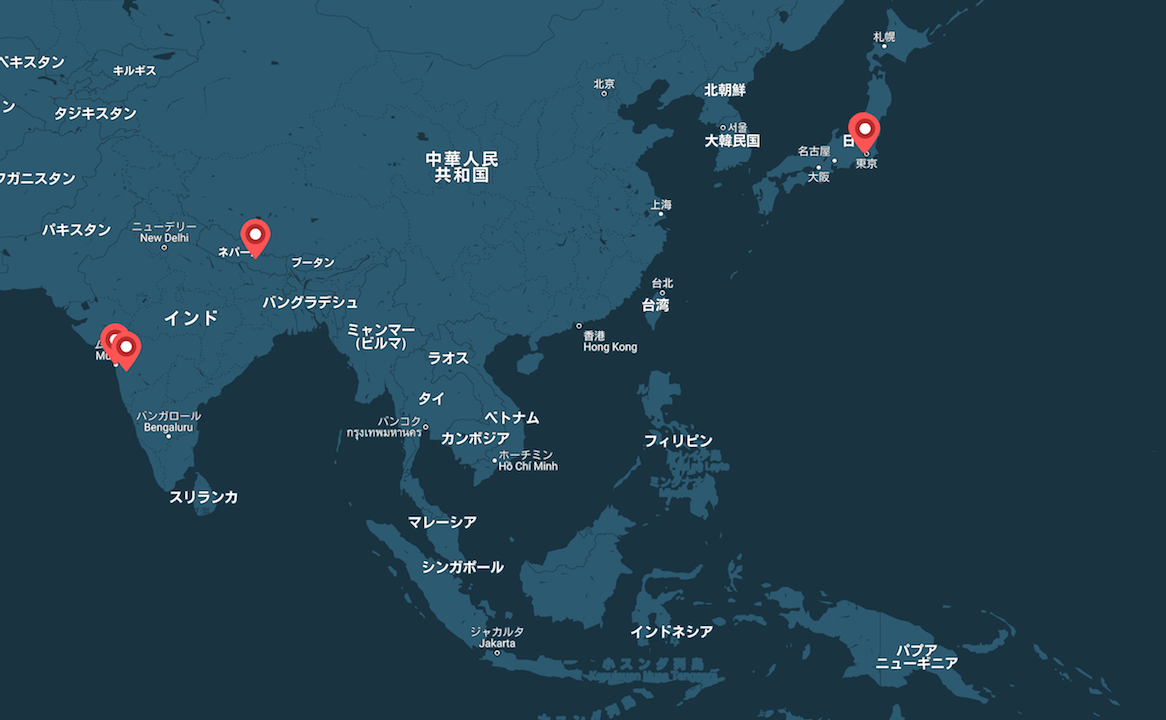 札幌
ベキスタン
キルギス
北京
北朝鮮
ン
タジキスタン
서울
大韓民国
日
名古屋
東京
大阪
中華人民
共和国
フガニスタン
上海
パキスタン
ニューデリー
New Delhi
ネパー
ブータン
台北
台湾
バングラデシュ
インド
ミャンマー
(ビルマ)
香港
Hong Kong
Mu
ラオス
タイ
バンガロール
Bengaluru
バンコク
กรุงเทพมหานคร
ベトナム
カンボジア
フィリピン
ホーチミン
Hồ Chí Minh
スリランカ
マレーシア
シンガポール
ジャカルタ
Jakarta
インドネシア
パプア
ニューギニア